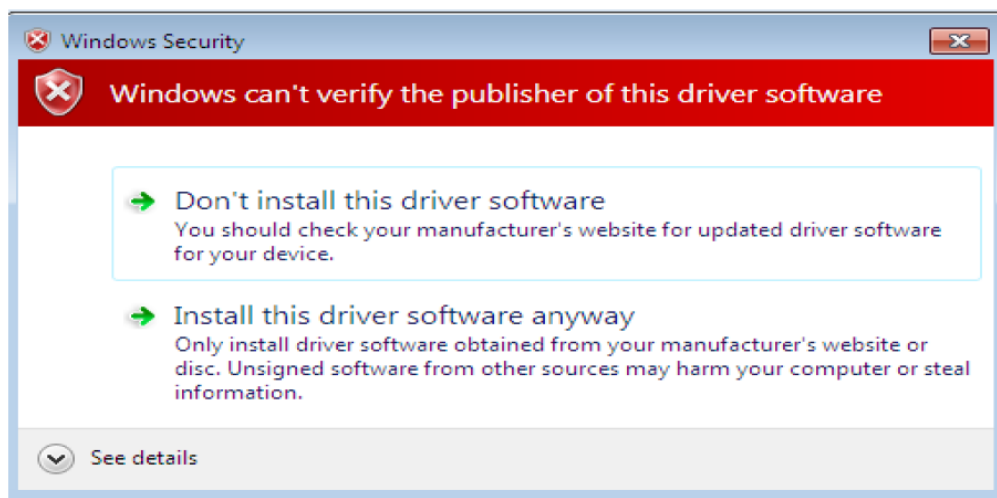 Windows Security
Windows can't verify the publisher of this driver software
Don't install this driver software
You should check your manufacturer's website for updated driver software
for your device.
Install this driver software anyway
Only install driver software obtained from your manufacturer's website or
disc. Unsigned software from other sources may harm your computer or steal
information.
See details